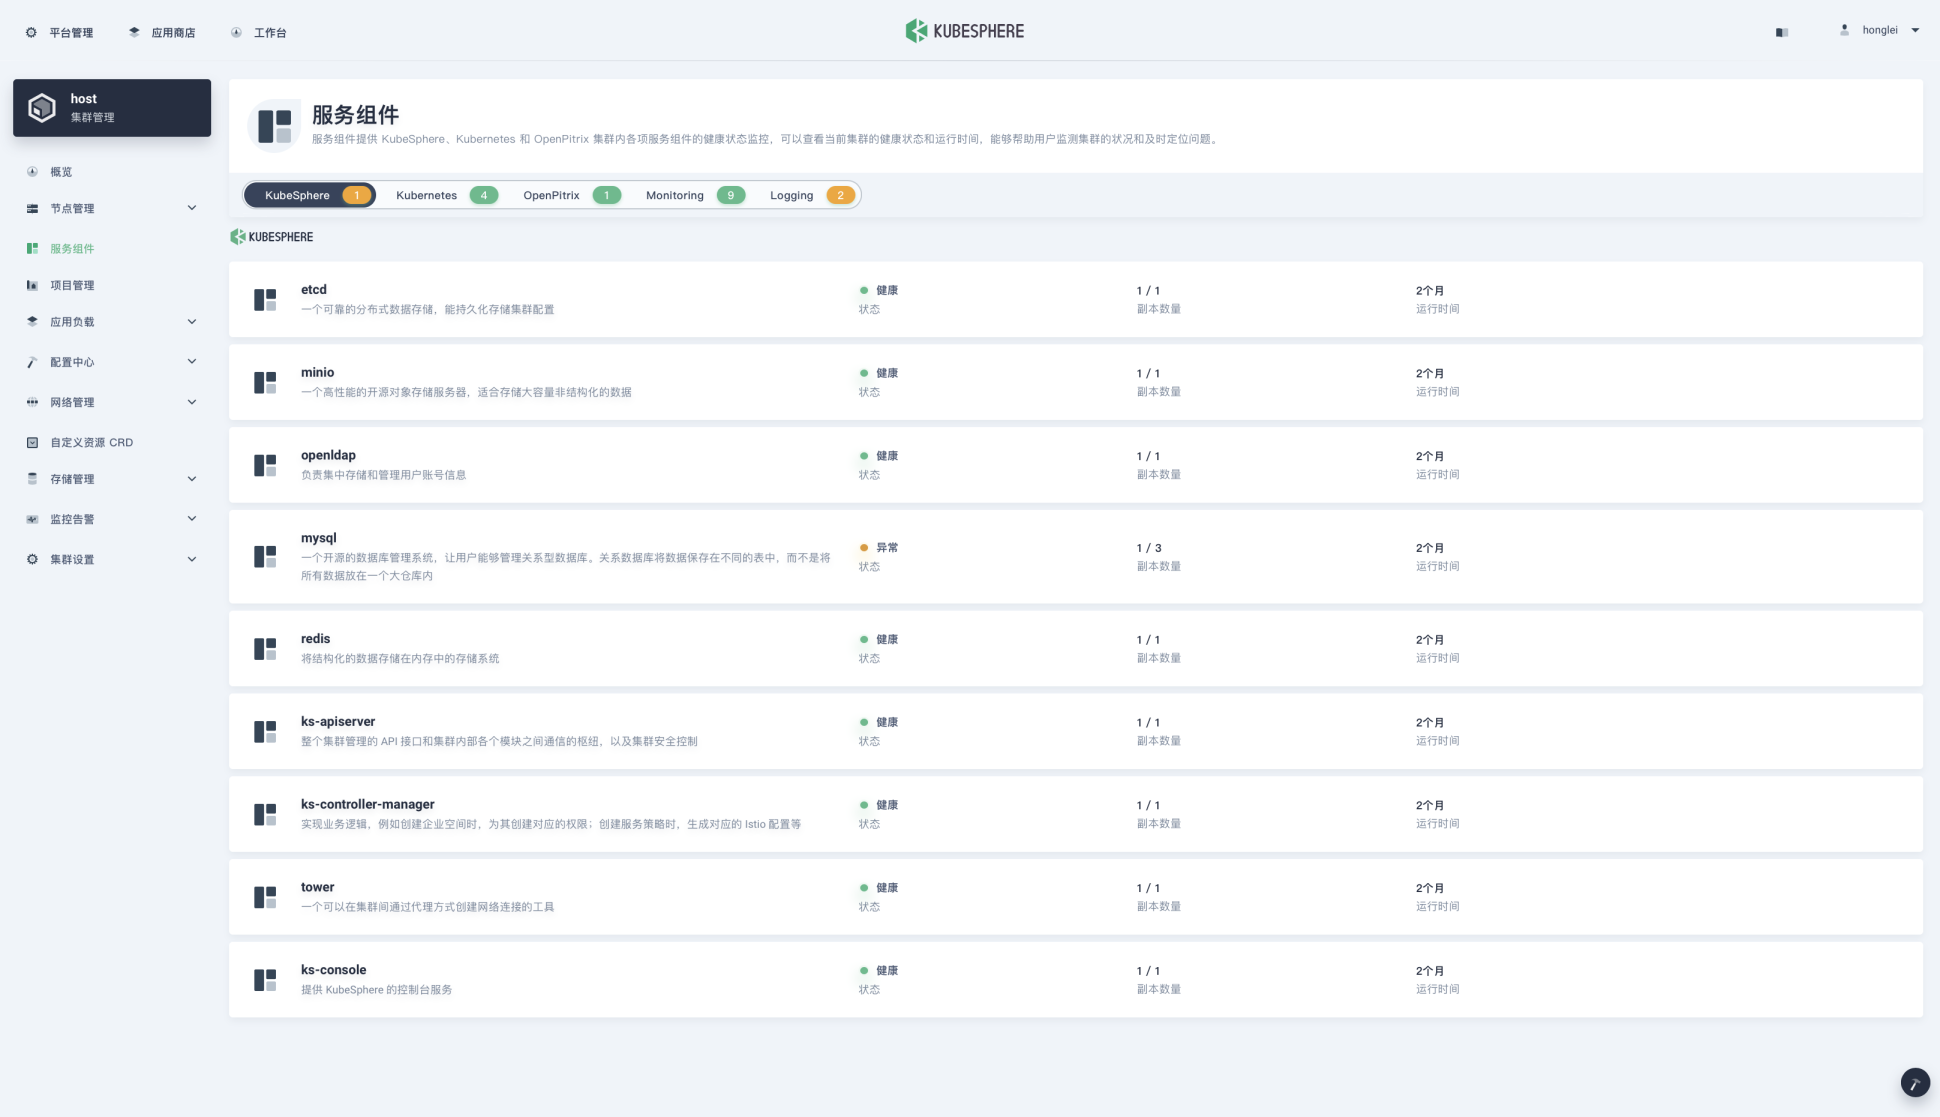 平台管理
应用商店
工作台
KUBESPHERE
honglei
host
集群管理
概览
节点管理
服务组件
项目管理
应用负载
配置中心
网络管理
自定义资源 CRD
存储管理
监控告警
集群设置
服务组件
服务组件提供 KubeSphere、Kubernetes 和 OpenPitrix 集群内各项服务组件的健康状态监控，可以查看当前集群的健康状态和运行时间，能够帮助用户监测集群的状况和及时定位问题。
KubeSphere 1 Kubernetes 4 OpenPitrix 1 Monitoring 9 Logging 2
KUBESPHERE
etcd
一个可靠的分布式数据存储，能持久化存储集群配置
健康
状态
1 / 1
副本数量
2个月
运行时间
minio
一个高性能的开源对象存储服务器，适合存储大容量非结构化的数据
健康
状态
1 / 1
副本数量
2个月
运行时间
openldap
负责集中存储和管理用户账号信息
健康
状态
1 / 1
副本数量
2个月
运行时间
mysql
一个开源的数据库管理系统，让用户能够管理关系型数据库。关系数据库将数据保存在不同的表中，而不是将
所有数据放在一个大仓库内
异常
状态
1 / 3
副本数量
2个月
运行时间
redis
将结构化的数据存储在内存中的存储系统
健康
状态
1 / 1
副本数量
2个月
运行时间
ks-apiserver
整个集群管理的 API 接口和集群内部各个模块之间通信的枢纽，以及集群安全控制
健康
状态
1 / 1
副本数量
2个月
运行时间
ks-controller-manager
实现业务逻辑，例如创建企业空间时，为其创建对应的权限；创建服务策略时，生成对应的 Istio 配置等
健康
状态
1 / 1
副本数量
2个月
运行时间
tower
一个可以在集群间通过代理方式创建网络连接的工具
健康
状态
1 / 1
副本数量
2个月
运行时间
ks-console
提供 KubeSphere 的控制台服务
健康
状态
1 / 1
副本数量
2个月
运行时间